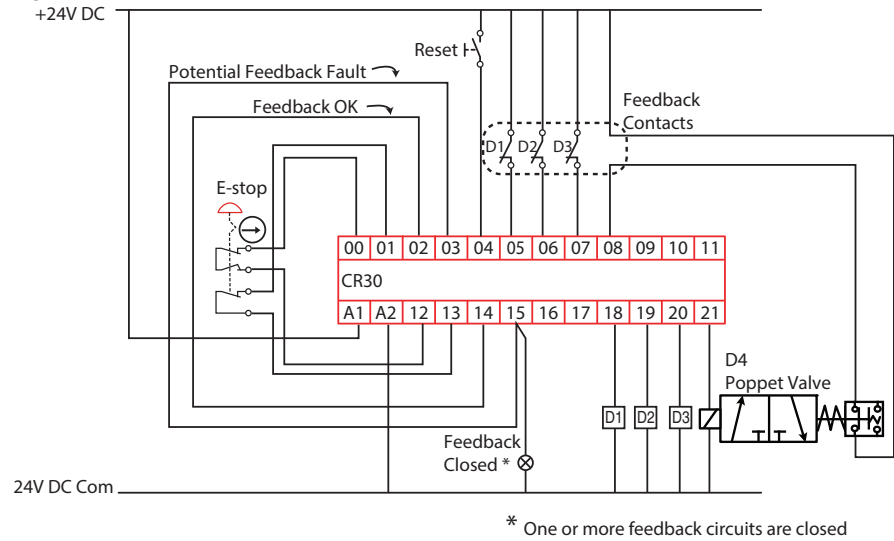 +24V DC
Reset
Potential Feedback Fault
Feedback OK
Feedback
Contacts
D1 D2 D3
E-stop
00 01 02 03 04 05 06 07 08 09 10 11
CR30
A1 A2 12 13 14 15 16 17 18 19 20 21
D4
Poppet Valve
D1 D2 D3
Feedback
Closed *
24V DC Com
* One or more feedback circuits are closed